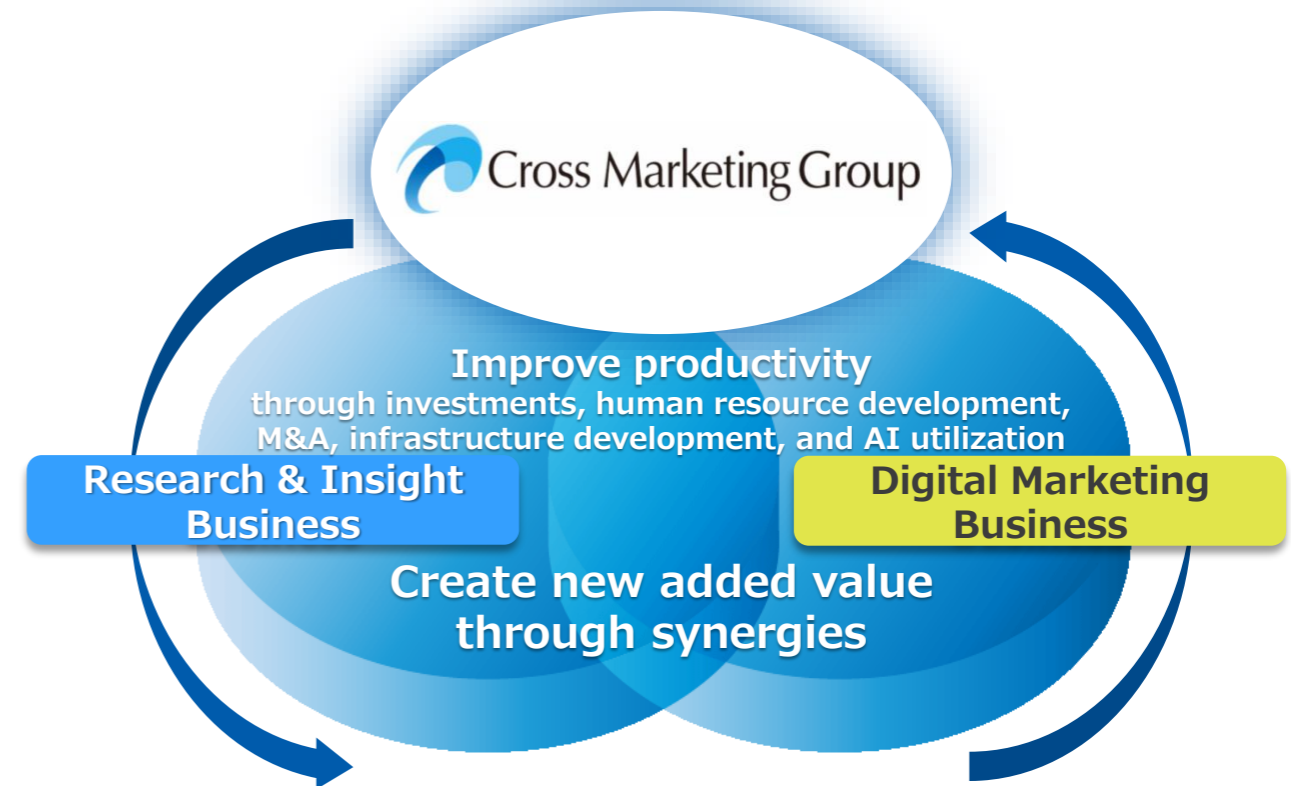 Cross Marketing Group
Improve productivity
through investments, human resource development,
M&A, infrastructure development, and AI utilization
Research & Insight
Business
Digital Marketing
Business
Create new added value
through synergies